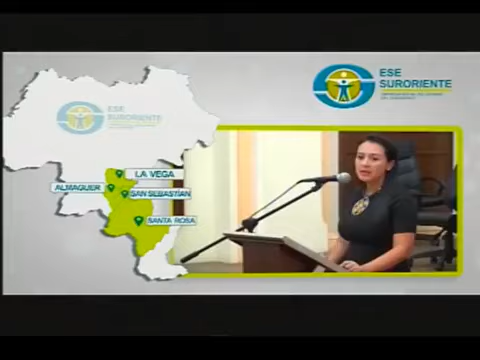 ESE
SURORIENTE
ESE
SURORIENTE
LA VEGA
ALMAGUER
SAN SEBASTIAN
SANTA ROSA